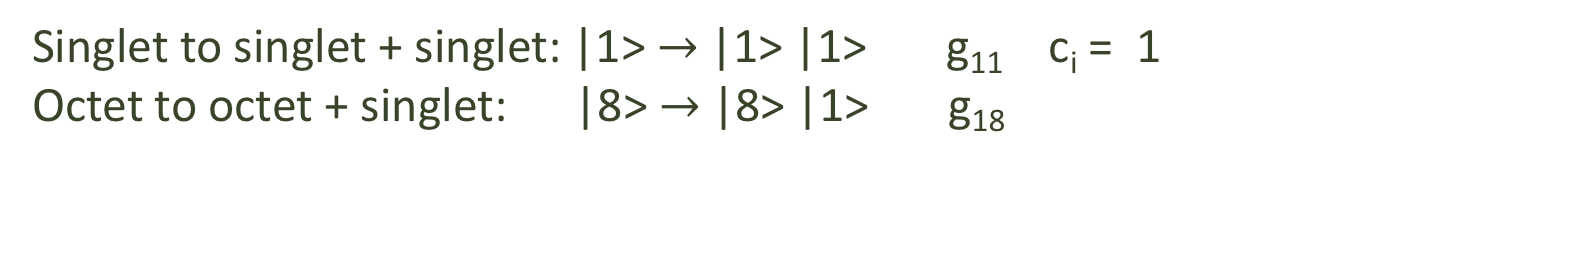 Singlet to singlet + singlet: |1> → |1> |1> g₁₁ cᵢ = 1
Octet to octet + singlet: |8> → |8> |1> g₁₈